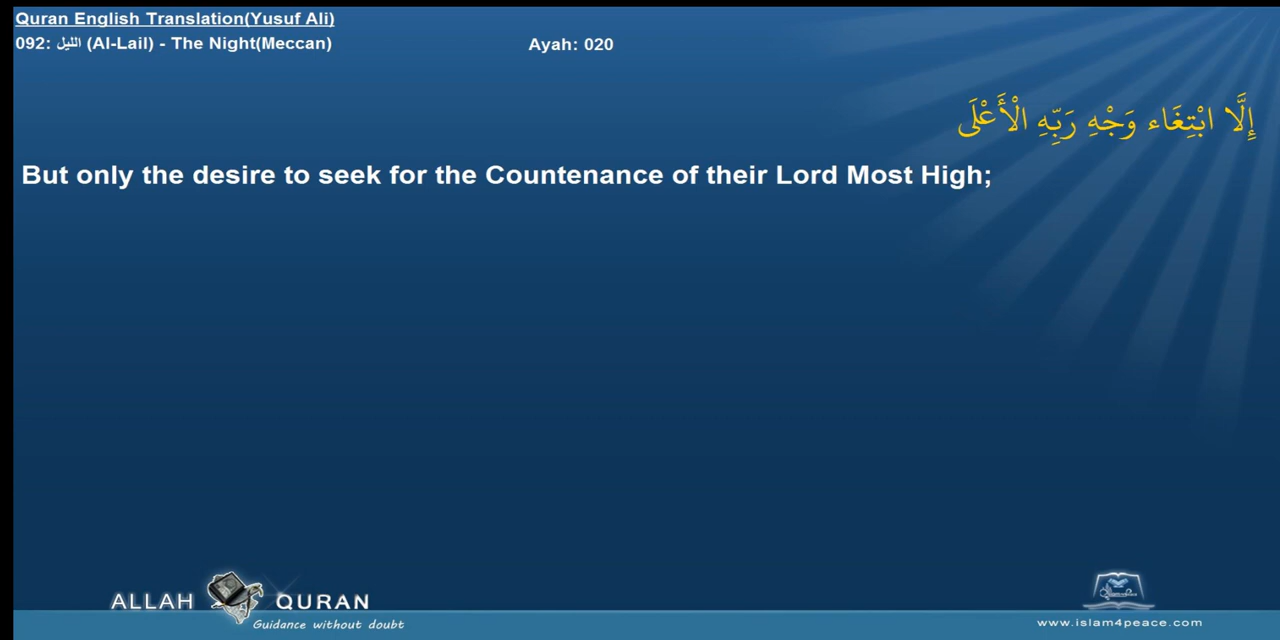 Quran English Translation(Yusuf Ali)
092: الليل (Al-Lail) - The Night(Meccan)
Ayah: 020
إِلَّا ابْتِغَاء وَجْهِ رَبِّهِ الْأَعْلَى
But only the desire to seek for the Countenance of their Lord Most High;
ALLAH QURAN
Guidance without doubt
www.islam4peace.com